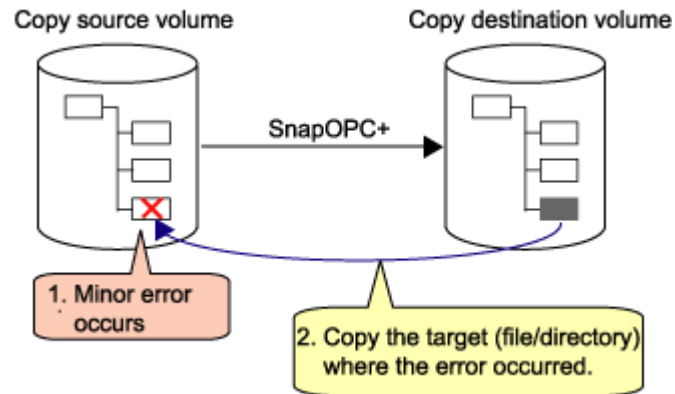 Copy source volume
Copy destination volume
SnapOPC+
1. Minor error
occurs
2. Copy the target (file/directory)
where the error occurred.